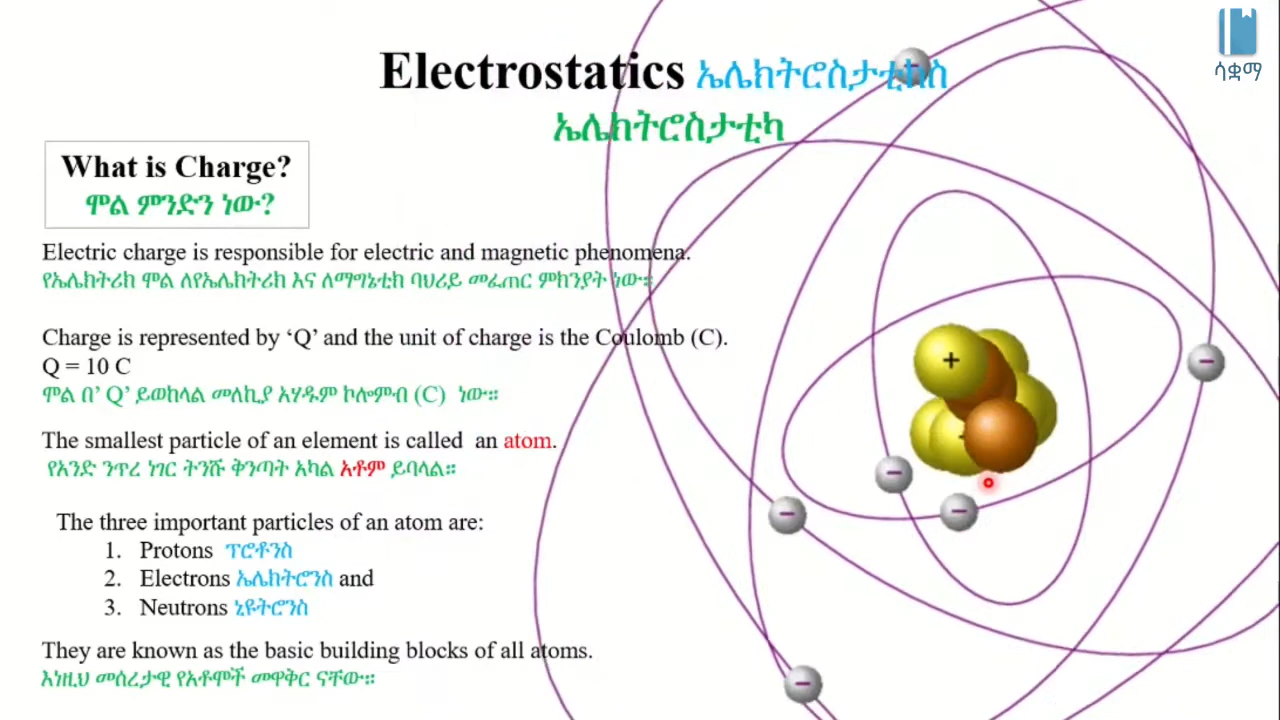 Electrostatics ኤሌክትሮስታቲክስ
ኤሌክትሮስታቲካ
ሳቋማ
What is Charge?
ሞል ምንድን ነው?
Electric charge is responsible for electric and magnetic phenomena.
የኤሌክትሪክ ሞል ለየኤሌክትሪክ እና ለማግኔቲክ ባህሪይ መፈጠር ምክንያት ነው።
Charge is represented by ‘Q’ and the unit of charge is the Coulomb (C).
Q = 10 C
ሞል በ’ Q’ ይወከላል መለኪያ አሃዱም ኮሎምብ (C) ነው።
The smallest particle of an element is called an atom.
የአንድ ንጥረ ነገር ትንሹ ቅንጣት አካል አቶም ይባላል።
The three important particles of an atom are:
1. Protons ፕሮቶንስ
2. Electrons ኤሌክትሮንስ and
3. Neutrons ኒዩትሮንስ
They are known as the basic building blocks of all atoms.
እነዚህ መሰረታዊ የአቶሞች መዋቅር ናቸው።